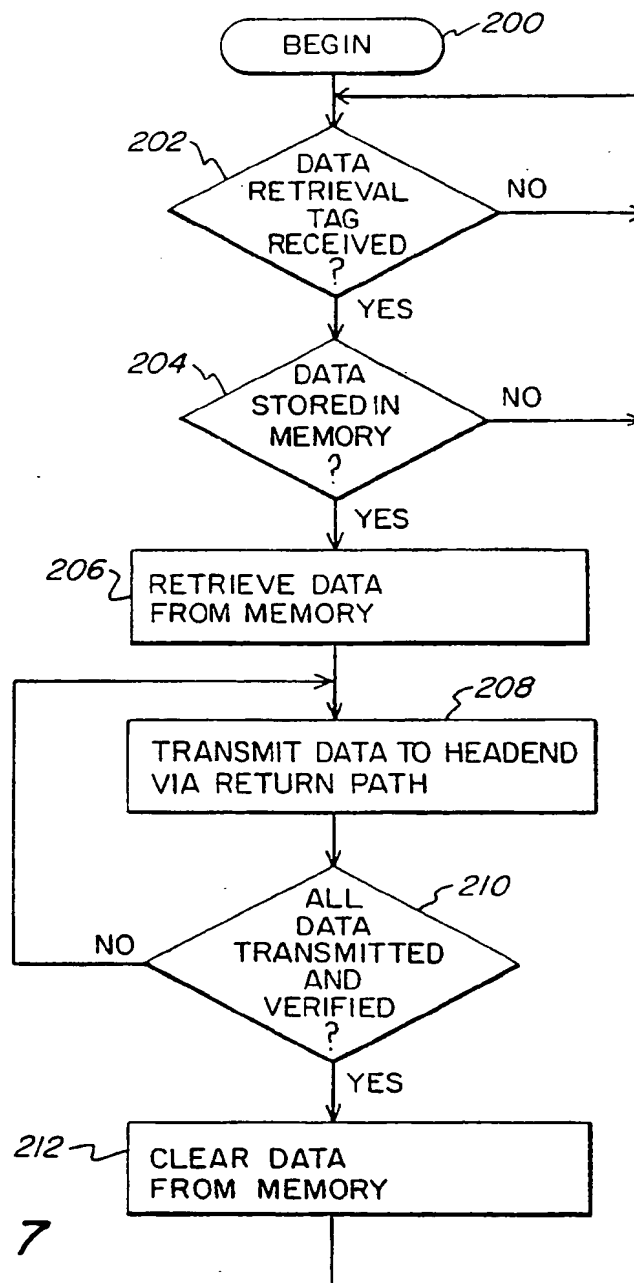 BEGIN
200
202
DATA
RETRIEVAL
TAG
RECEIVED
?
NO
YES
204
DATA
STORED IN
MEMORY
?
NO
YES
206
RETRIEVE DATA
FROM MEMORY
208
TRANSMIT DATA TO HEADEND
VIA RETURN PATH
210
ALL
DATA
TRANSMITTED
AND
VERIFIED
?
NO
YES
212
CLEAR DATA
FROM MEMORY
7